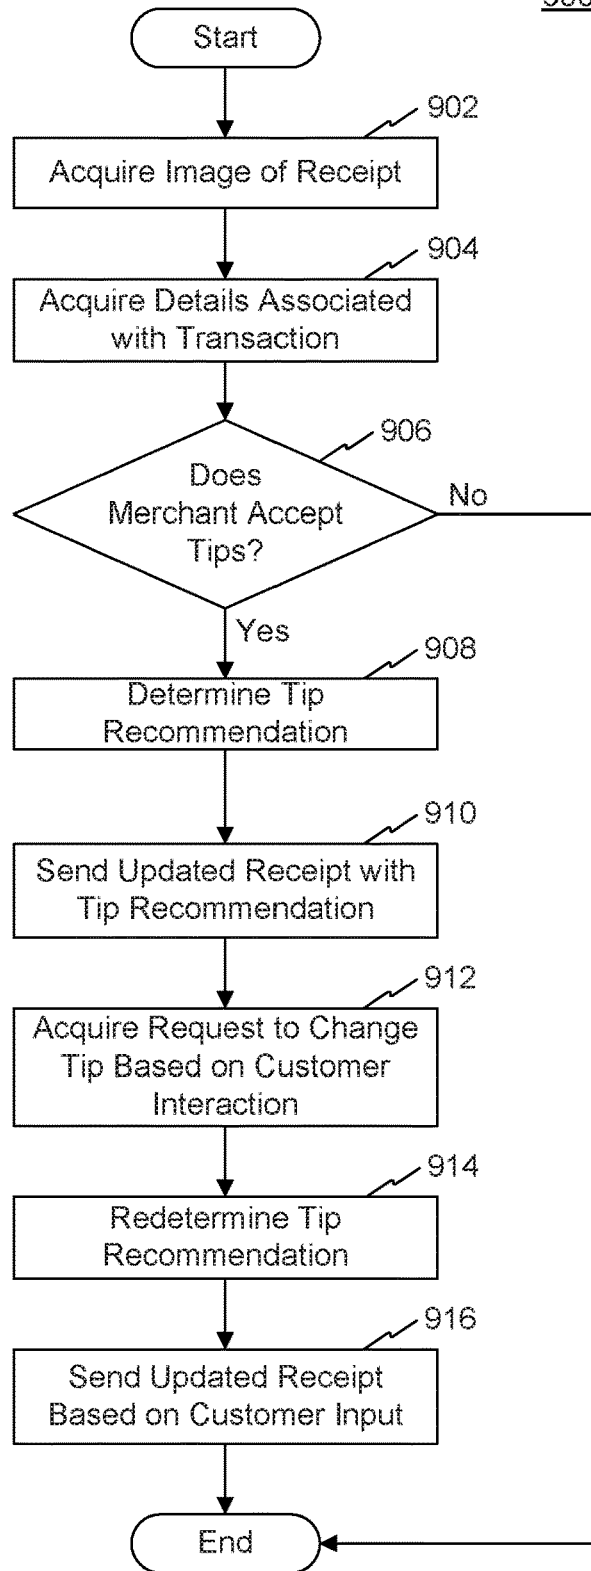 Start
902
Acquire Image of Receipt
904
Acquire Details Associated
with Transaction
906
Does
Merchant Accept
Tips?
No
Yes
908
Determine Tip
Recommendation
910
Send Updated Receipt with
Tip Recommendation
912
Acquire Request to Change
Tip Based on Customer
Interaction
914
Redetermine Tip
Recommendation
916
Send Updated Receipt
Based on Customer Input
End